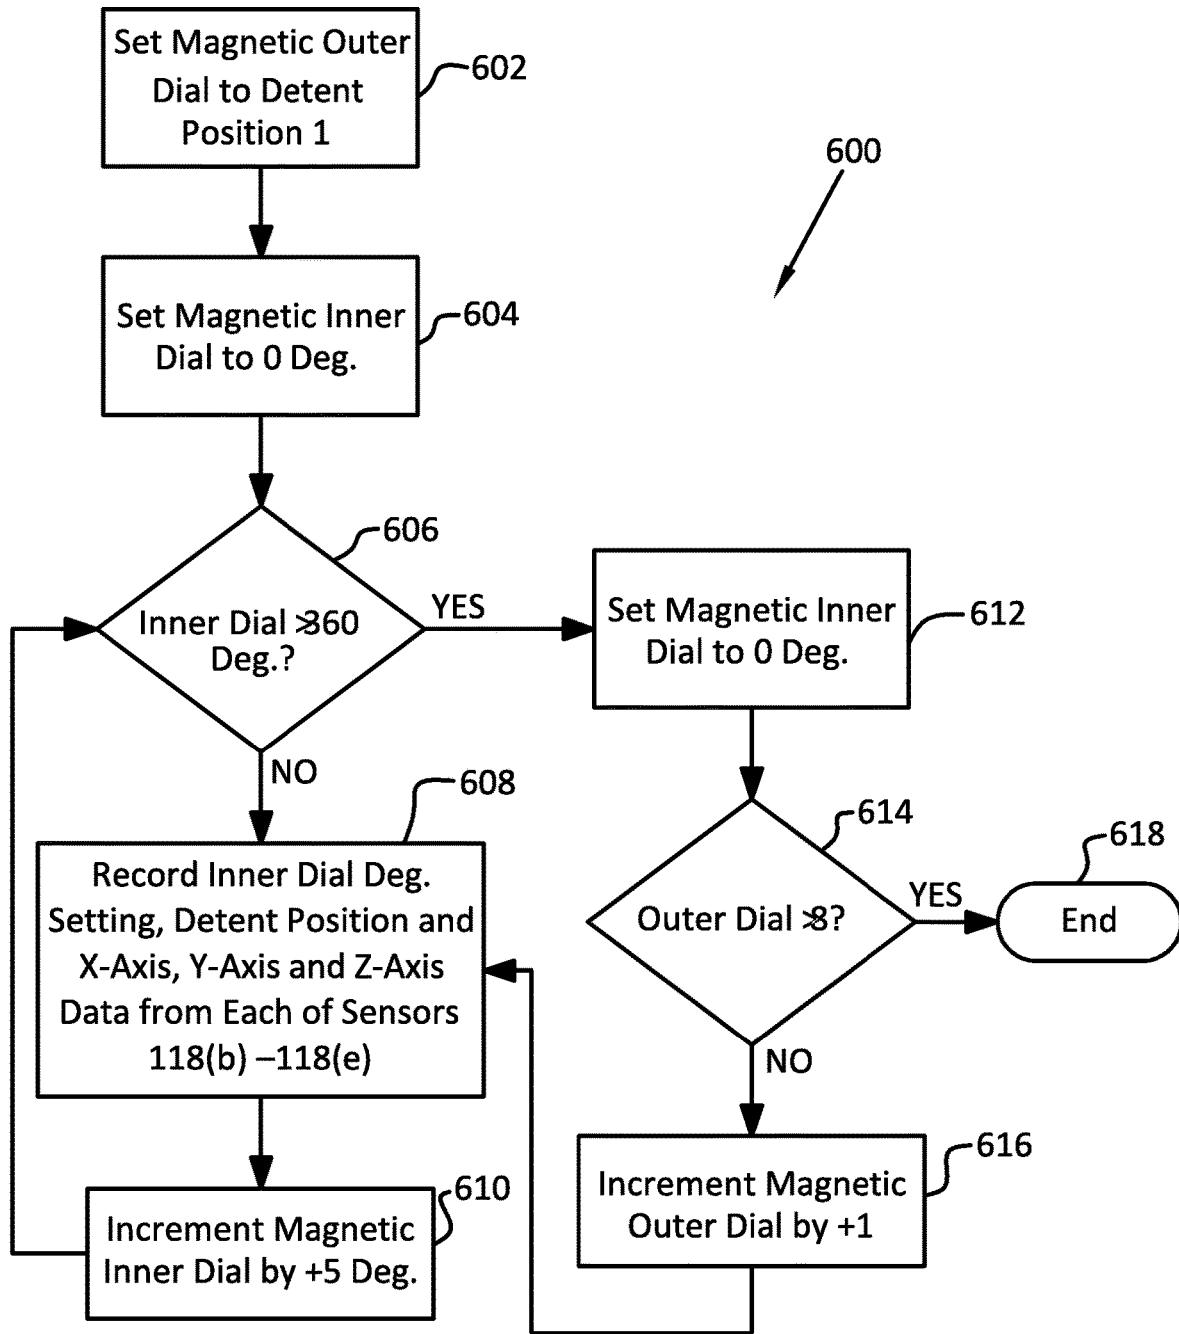 Set Magnetic Outer
Dial to Detent
Position 1
602
600
Set Magnetic Inner
Dial to 0 Deg.
604
606
Inner Dial >360
Deg.?
YES
NO
Set Magnetic Inner
Dial to 0 Deg.
612
608
Record Inner Dial Deg.
Setting, Detent Position and
X-Axis, Y-Axis and Z-Axis
Data from Each of Sensors
118(b) –118(e)
614
Outer Dial >8?
YES
618
End
NO
610
Increment Magnetic
Inner Dial by +5 Deg.
616
Increment Magnetic
Outer Dial by +1